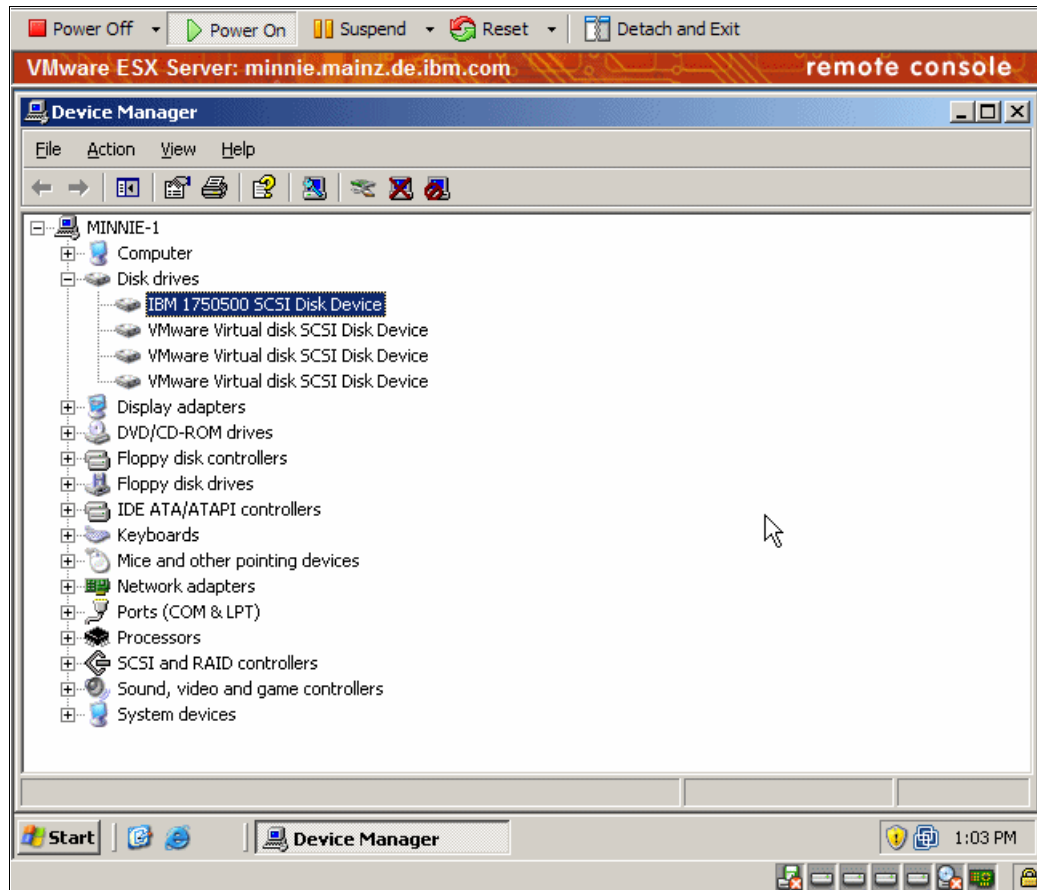 Power Off Power On Suspend Reset Detach and Exit
VMware ESX Server: minnie.mainz.de.ibm.com remote console
Device Manager
File Action View Help
MINNIE-1
Computer
Disk drives
IBM 1750500 SCSI Disk Device
VMware Virtual disk SCSI Disk Device
VMware Virtual disk SCSI Disk Device
VMware Virtual disk SCSI Disk Device
Display adapters
DVD/CD-ROM drives
Floppy disk controllers
Floppy disk drives
IDE ATA/ATAPI controllers
Keyboards
Mice and other pointing devices
Network adapters
Ports (COM & LPT)
Processors
SCSI and RAID controllers
Sound, video and game controllers
System devices
Start Device Manager 1:03 PM